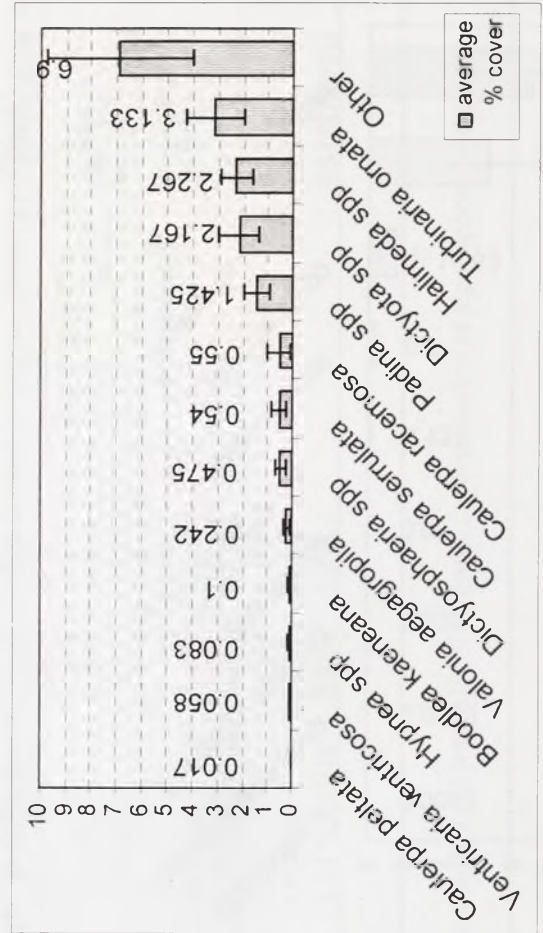 10
9
8
7
6
5
4
3
2
1
0
0.017
0.058
0.083
0.1
0.242
0.475
0.54
0.55
1.425
2.167
2.267
3.133
6.9
Caulerpa peltata
Ventricaria ventricosa
Hypnea spp
Boodlea kaeneana
Valonia aegagropila
Dictyosphaeria spp
Caulerpa serrulata
Caulerpa racemosa
Padina spp
Dictyota spp
Halimeda spp
Turbinaria ornata
Other
average
% cover